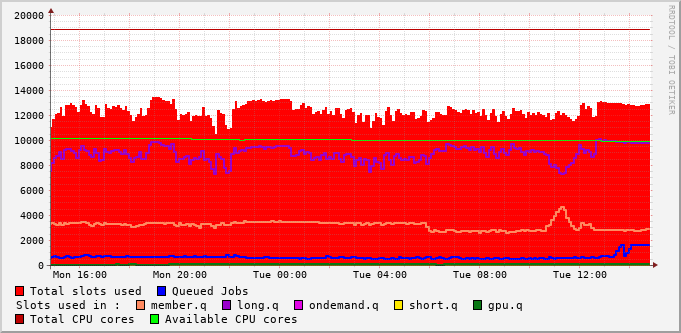 20000
18000
16000
14000
12000
10000
8000
6000
4000
2000
0
Mon 16:00 Mon 20:00 Tue 00:00 Tue 04:00 Tue 08:00 Tue 12:00
RRDTOOL / TOBI OETIKER
Total slots used Queued Jobs
Slots used in : member.q long.q ondemand.q short.q gpu.q
Total CPU cores Available CPU cores